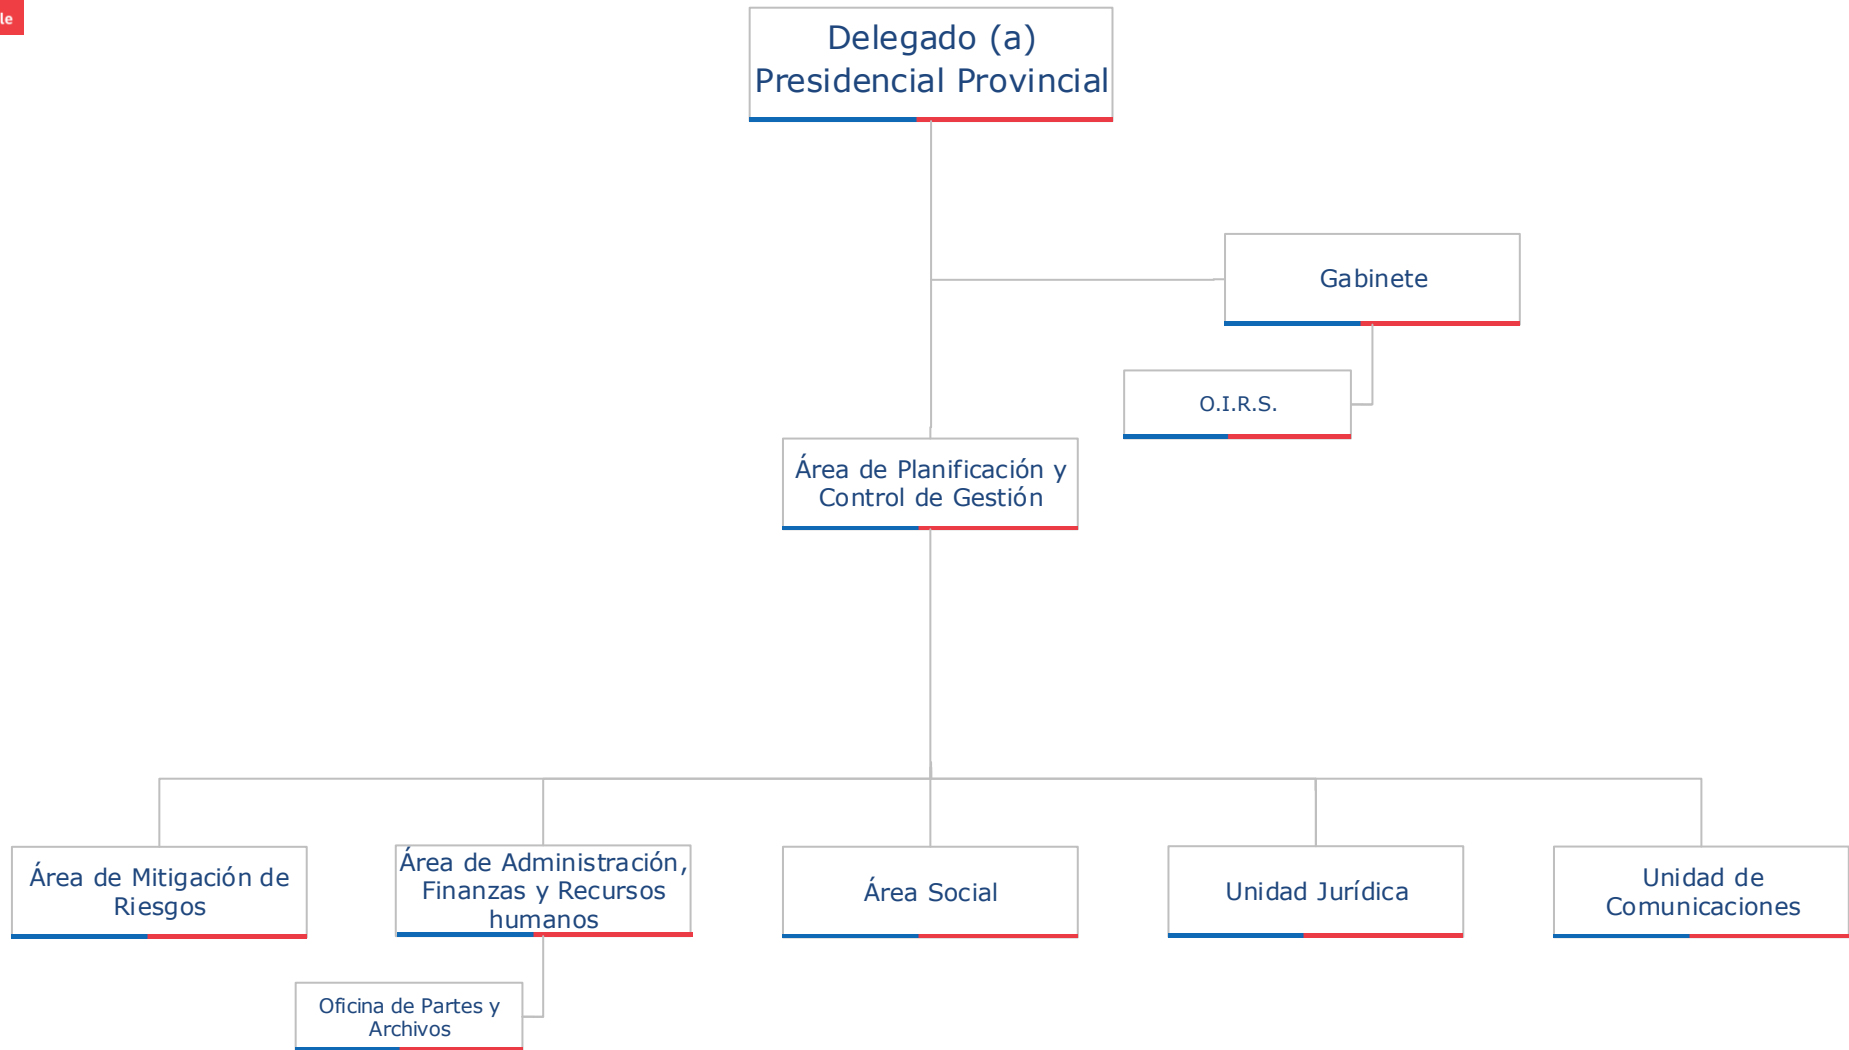 le
Delegado (a)
Presidencial Provincial
Gabinete
O.I.R.S.
Área de Planificación y
Control de Gestión
Área de Mitigación de
Riesgos
Área de Administración,
Finanzas y Recursos
humanos
Área Social
Unidad Jurídica
Unidad de
Comunicaciones
Oficina de Partes y
Archivos